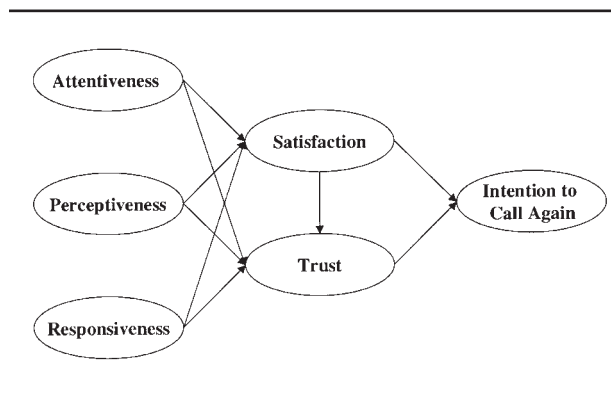 Attentiveness
Satisfaction
Perceptiveness
Intention to
Call Again
Trust
Responsiveness